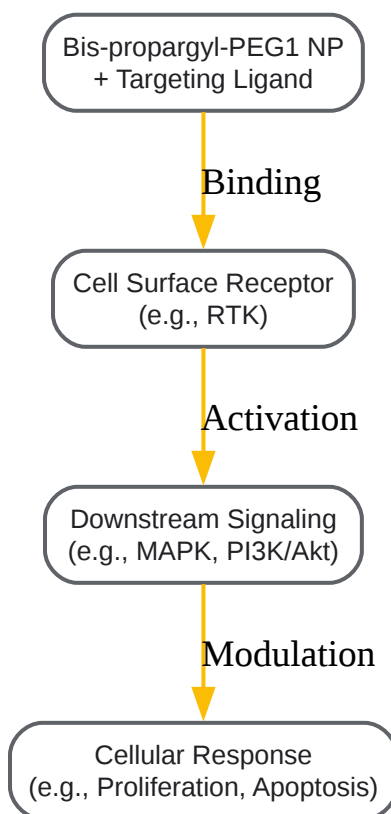 Bis-propargyl-PEG1 NP
+ Targeting Ligand
Binding
Cell Surface Receptor
(e.g., RTK)
Activation
Downstream Signaling
(e.g., MAPK, PI3K/Akt)
Modulation
Cellular Response
(e.g., Proliferation, Apoptosis)